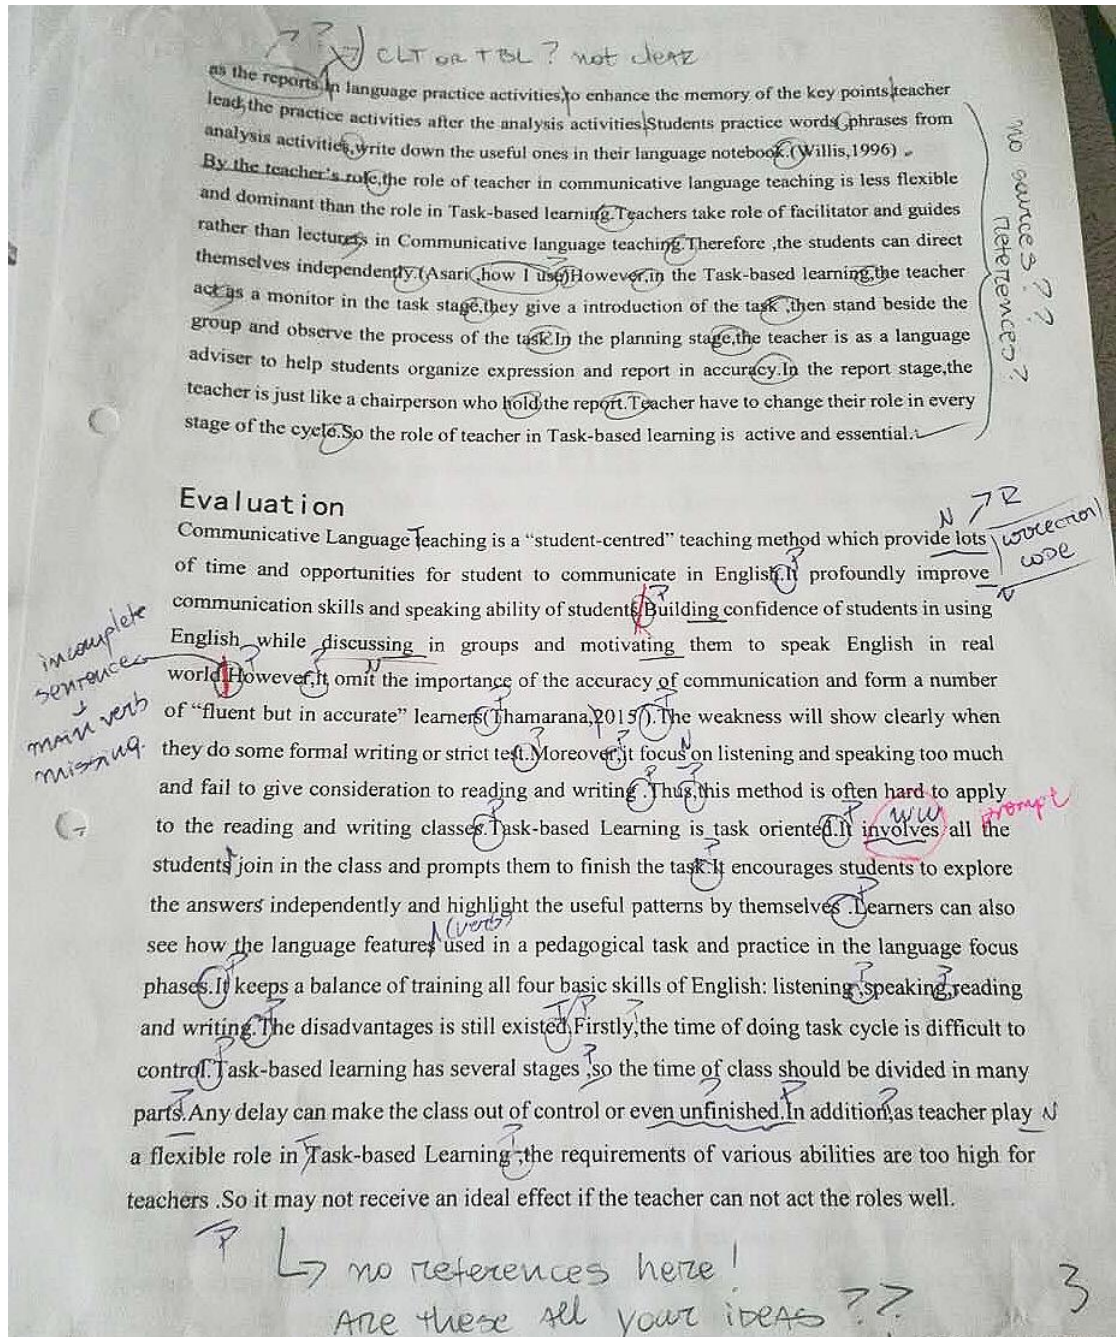 CLT OR TBL? not clear
as the reports.In language practice activities,to enhance the memory of the key points,teacher
lead the practice activities after the analysis activities.Students practice words, phrases from
analysis activities,write down the useful ones in their language notebook.(Willis,1996) .
By the teacher's role,the role of teacher in communicative language teaching is less flexible
and dominant than the role in Task-based learning.Teachers take role of facilitator and guides
rather than lecturers in Communicative language teaching.Therefore ,the students can direct
themselves independently.(Asari ,how I use)However,in the Task-based learning,the teacher
act as a monitor in the task stage,they give a introduction of the task ,then stand beside the
group and observe the process of the task.In the planning stage,the teacher is as a language
adviser to help students organize expression and report in accuracy.In the report stage,the
teacher is just like a chairperson who hold the report.Teacher have to change their role in every
stage of the cycle.So the role of teacher in Task-based learning is active and essential.
no sources??
references?
Evaluation
N R
Communicative Language Teaching is a “student-centred” teaching method which provide lots
correction
code
of time and opportunities for student to communicate in English.It profoundly improve
N
communication skills and speaking ability of students.Building confidence of students in using
English while discussing in groups and motivating them to speak English in real
incomplete
sentence
main verb
missing.
world.However,it omit the importance of the accuracy of communication and form a number
N
of “fluent but in accurate” learners(Thamarana,2015 ).The weakness will show clearly when
they do some formal writing or strict test.Moreover,it focus on listening and speaking too much
N
and fail to give consideration to reading and writing .Thus,this method is often hard to apply
ww prompt
to the reading and writing classes.Task-based Learning is task oriented.It involves all the
students join in the class and prompts them to finish the task.It encourages students to explore
the answers independently and highlight the useful patterns by themselves .Learners can also
(verb)
see how the language features used in a pedagogical task and practice in the language focus
phases.It keeps a balance of training all four basic skills of English: listening ,speaking,reading
and writing.The disadvantages is still existed.Firstly,the time of doing task cycle is difficult to
control.Task-based learning has several stages ,so the time of class should be divided in many
parts.Any delay can make the class out of control or even unfinished.In addition,as teacher play N
a flexible role in Task-based Learning ,the requirements of various abilities are too high for
teachers .So it may not receive an ideal effect if the teacher can not act the roles well.
P
no references here!
ARE these all your ideas ??
3